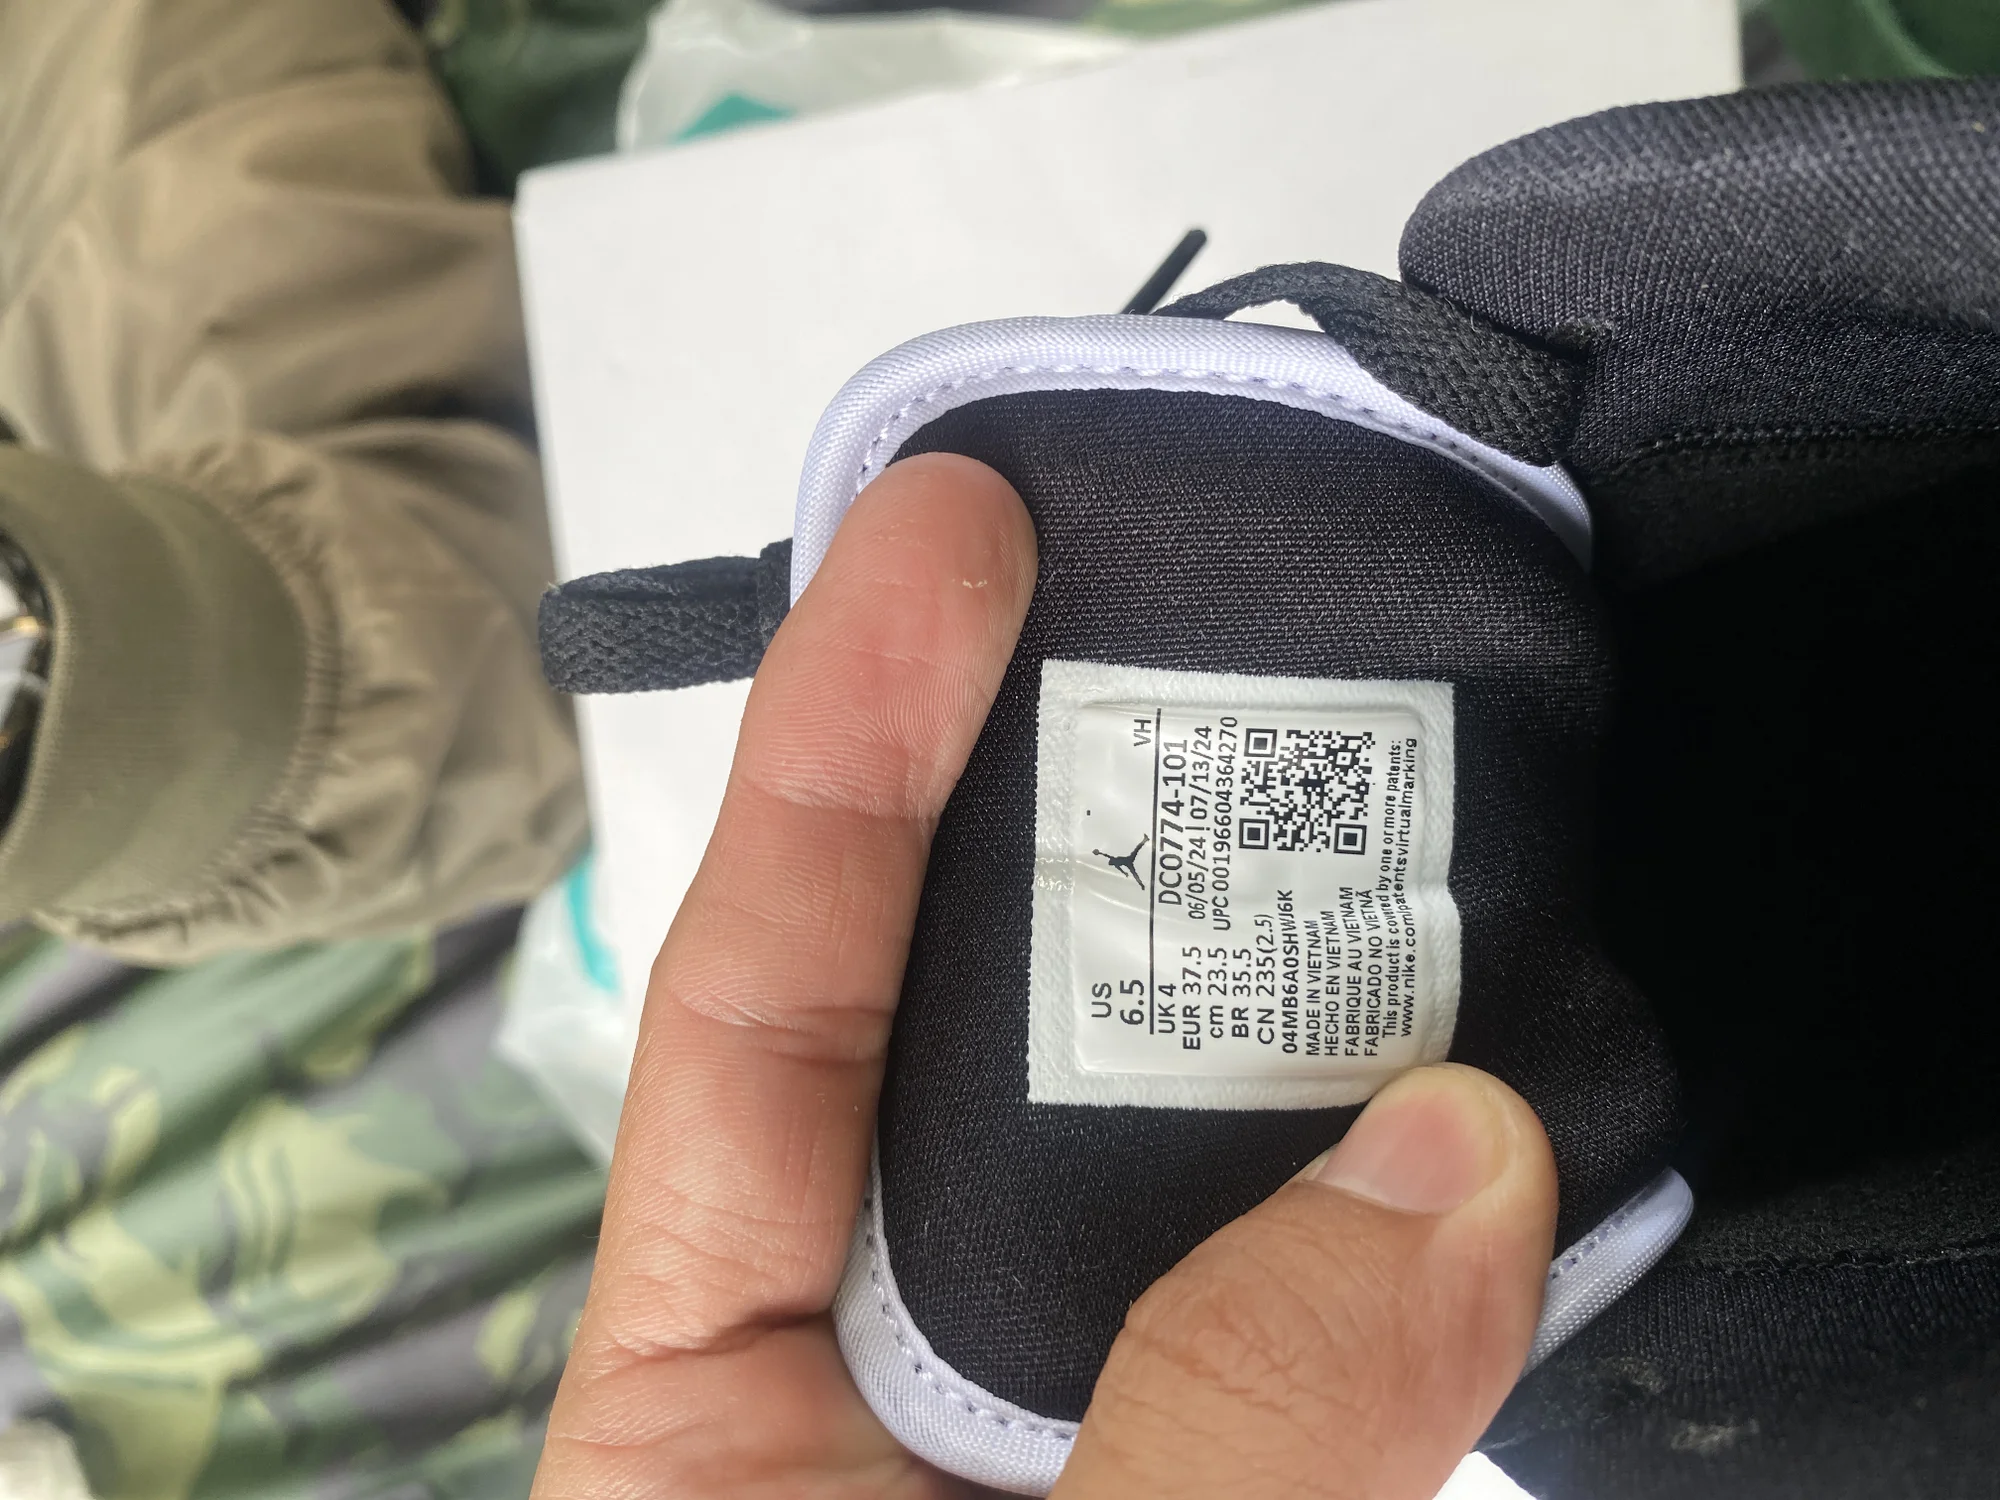 US
6.5
VH
UK 4
DC0774-101
EUR 37.5
06/05/24|07/13/24
cm 23.5
UPC 00196604364270
BR 35.5
CN 235(2.5)
04MB6A0SHWJ6K
MADE IN VIETNAM
HECHO EN VIETNAM
FABRIQUE AU VIETNAM
FABRICADO NO VIETNÃ
This product is covered by one or more patents:
www.nike.com/patentsvirtualmarking